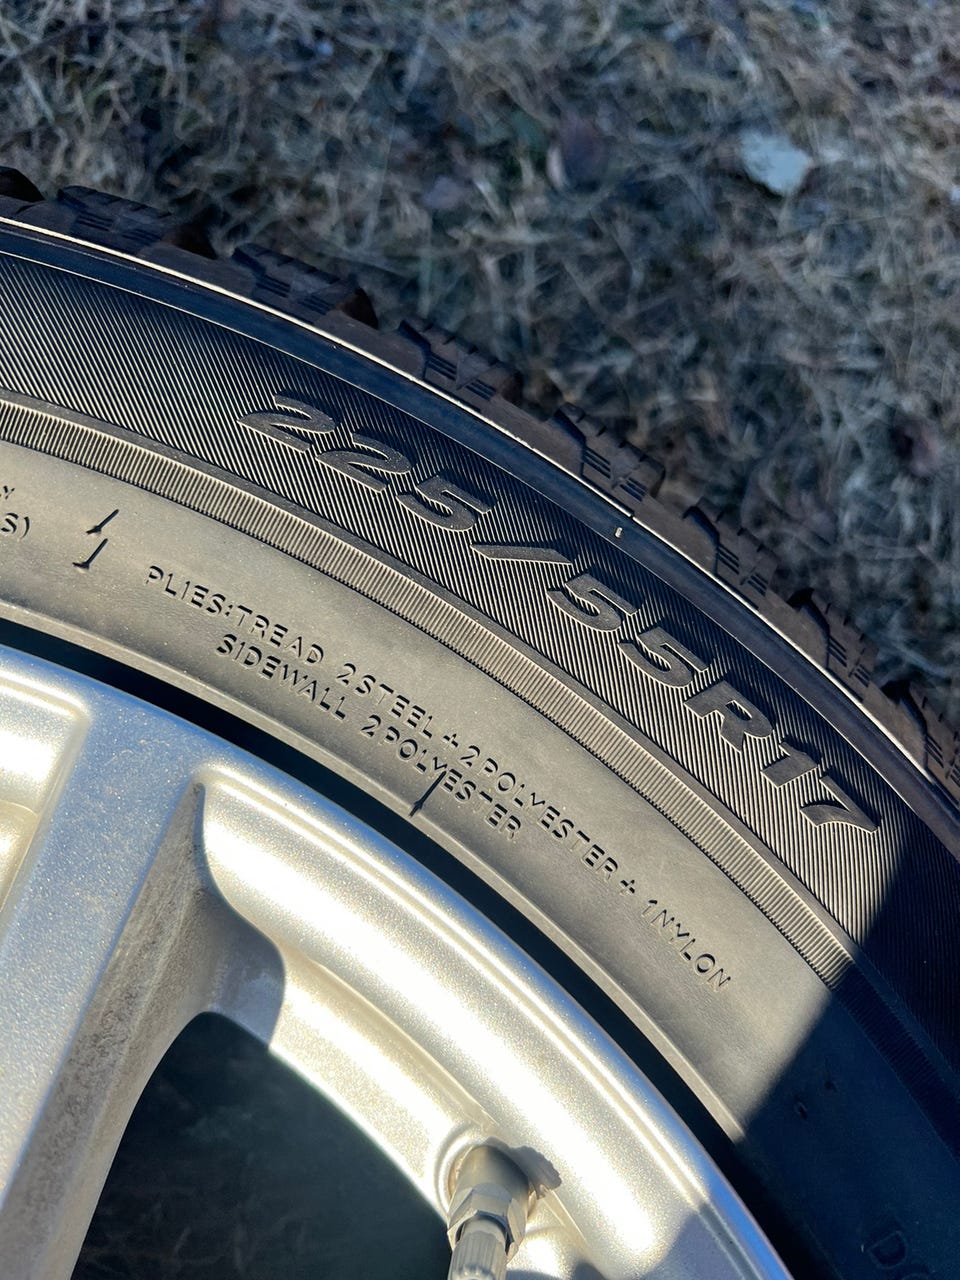 225/55R17
S)
PLIES:TREAD 2STEEL+2POLYESTER+1NYLON
SIDEWALL 2POLYESTER